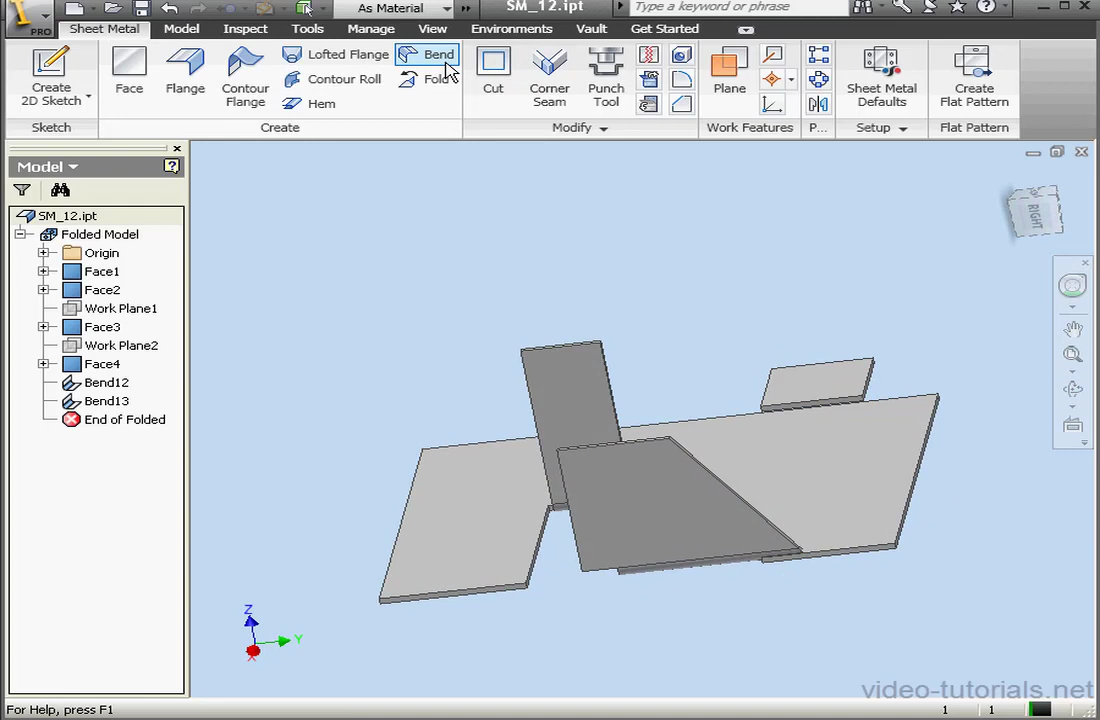 PRO
As Material
SM_12.ipt
Type a keyword or phrase
Sheet Metal
Model
Inspect
Tools
Manage
View
Environments
Vault
Get Started
Create
2D Sketch
Face
Flange
Contour
Flange
Lofted Flange
Contour Roll
Hem
Bend
Cut
Corner
Seam
Punch
Tool
Plane
Sheet Metal
Defaults
Create
Flat Pattern
Sketch
Create
Modify
Work Features
P...
Setup
Flat Pattern
Model
SM_12.ipt
Folded Model
Origin
Face1
Face2
Work Plane1
Face3
Work Plane2
Face4
Bend12
Bend13
End of Folded
RIGHT
Z
Y
X
video-tutorials.net
For Help, press F1
1
1